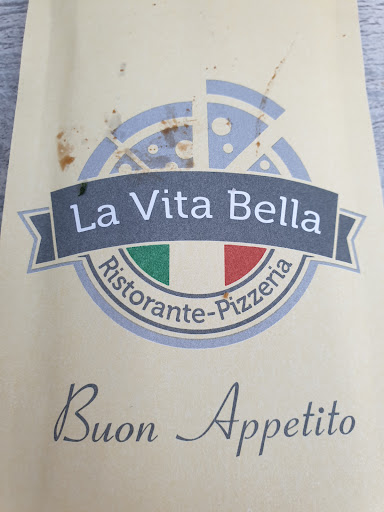 La Vita Bella
Ristorante-Pizzeria
Buon Appetito